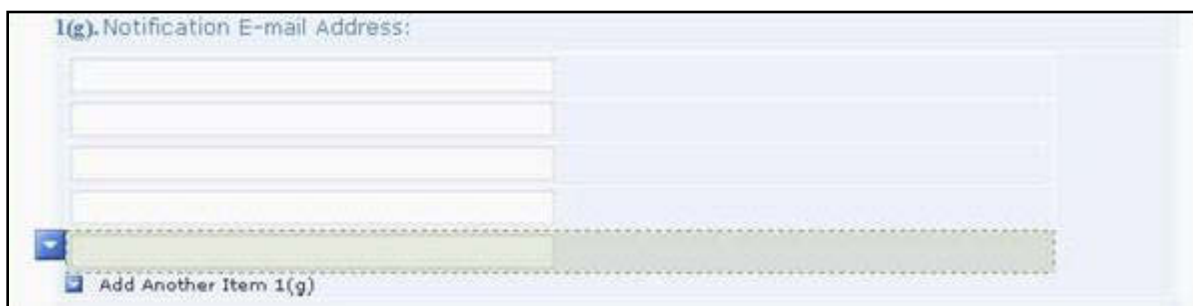 1(g). Notification E-mail Address:
Add Another Item 1(g)